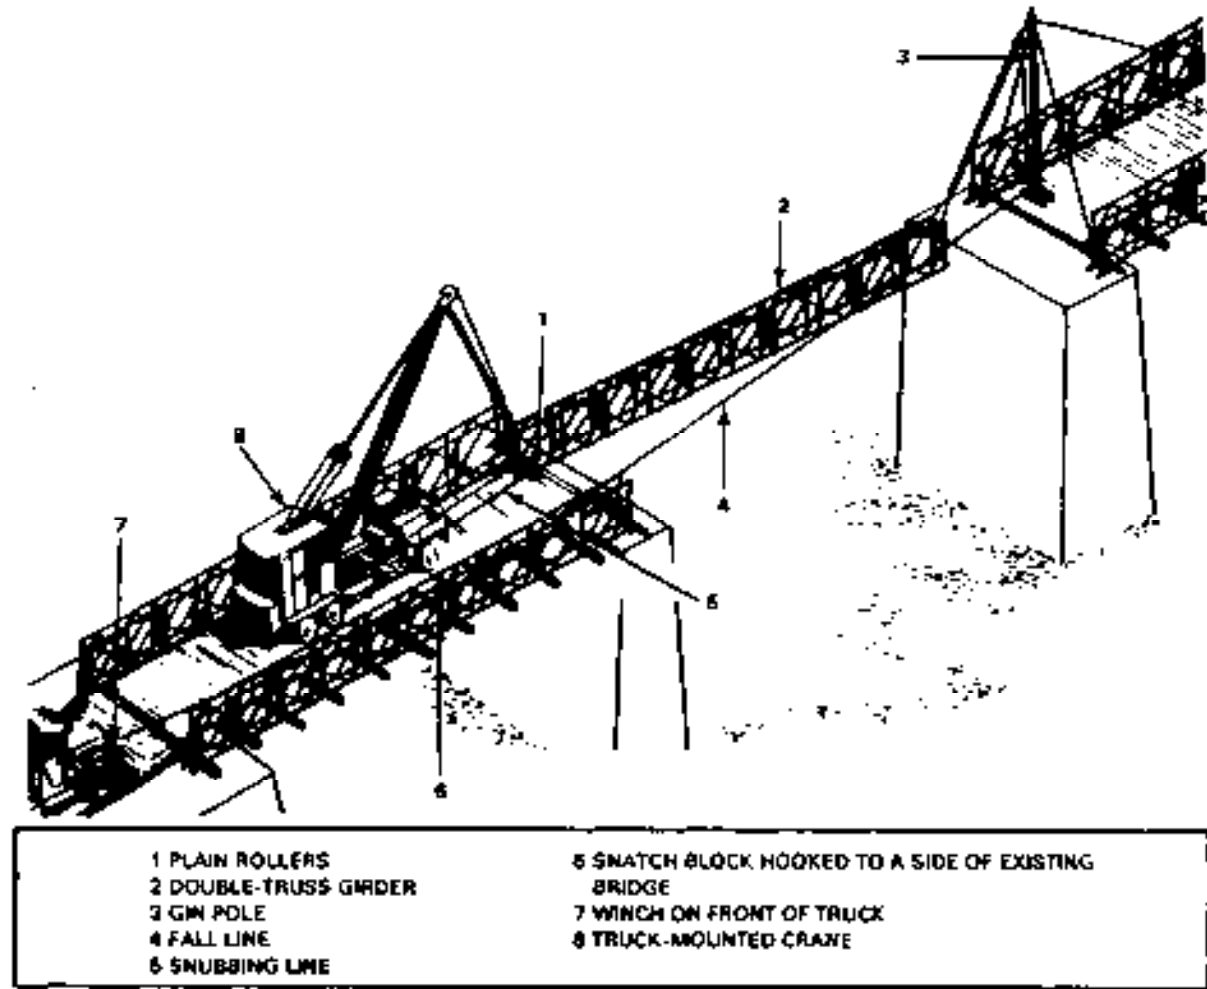 3
2
1
8
7
4
5
6
1 PLAIN ROLLERS
2 DOUBLE-TRUSS GIRDER
3 GIN POLE
4 FALL LINE
5 SNUBBING LINE
6 SNATCH BLOCK HOOKED TO A SIDE OF EXISTING
BRIDGE
7 WINCH ON FRONT OF TRUCK
8 TRUCK-MOUNTED CRANE